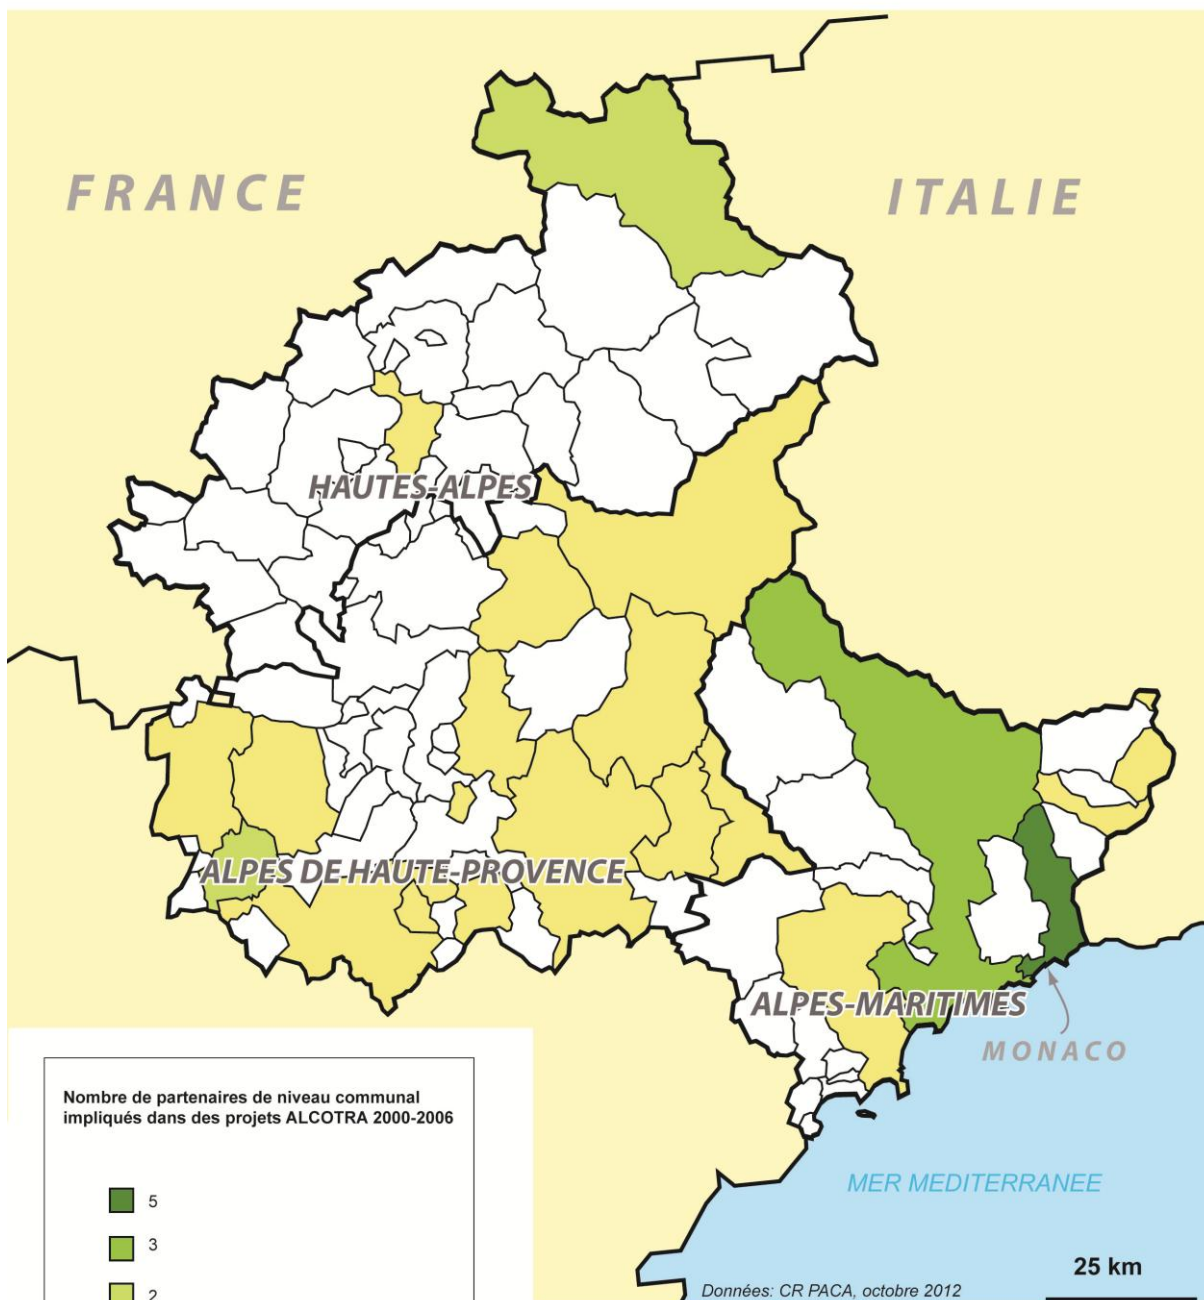 FRANCE
ITALIE
HAUTES-ALPES
ALPES DE HAUTE-PROVENCE
ALPES-MARITIMES
MONACO
Nombre de partenaires de niveau communal
impliqués dans des projets ALCOTRA 2000-2006
5
3
2
MER MEDITERRANEE
25 km
Données: CR PACA, octobre 2012